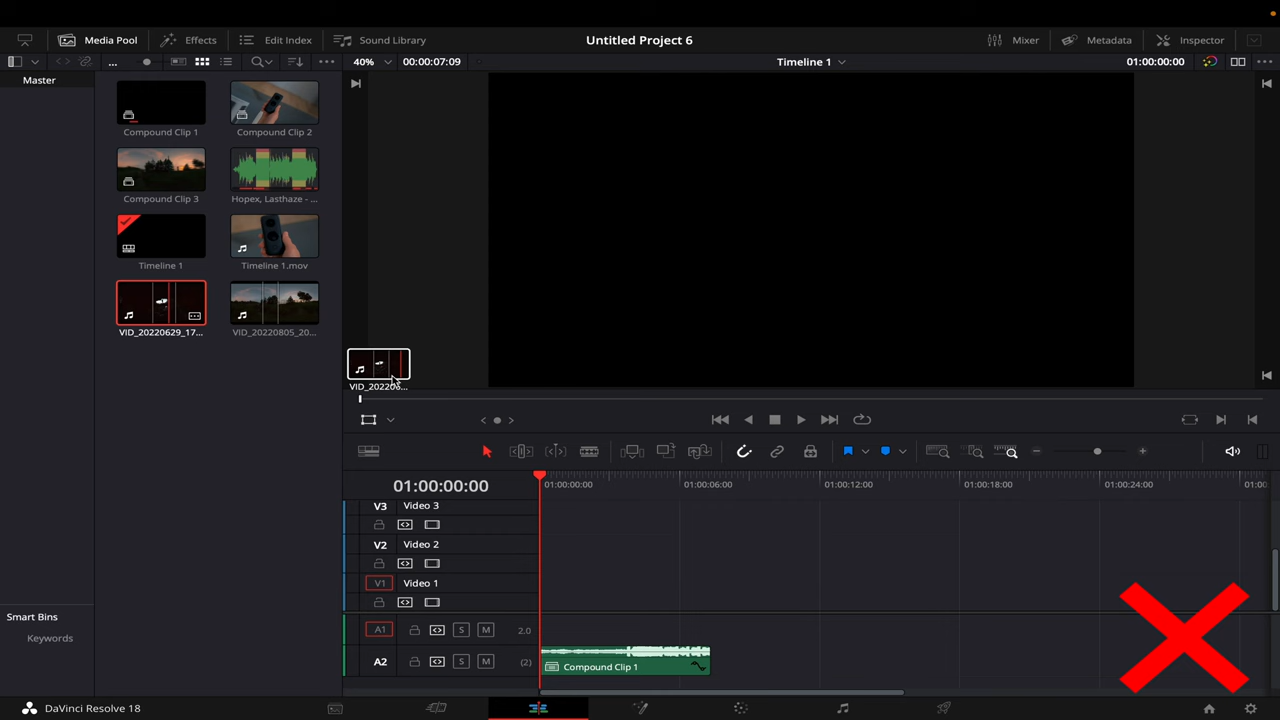 Media Pool
Effects
Edit Index
Sound Library
Untitled Project 6
Mixer
Metadata
Inspector
...
40%
00:00:07:09
Timeline 1
01:00:00:00
Master
Compound Clip 1
Compound Clip 2
Compound Clip 3
Hopex, Lasthaze - ...
Timeline 1
Timeline 1.mov
VID_20220629_17...
VID_20220805_20...
01:00:00:00
01:00:00:00
01:00:06:00
01:00:12:00
01:00:18:00
01:00:24:00
V3 Video 3
V2 Video 2
V1 Video 1
A1 S M 2.0
A2 S M (2)
Compound Clip 1
Smart Bins
Keywords
DaVinci Resolve 18